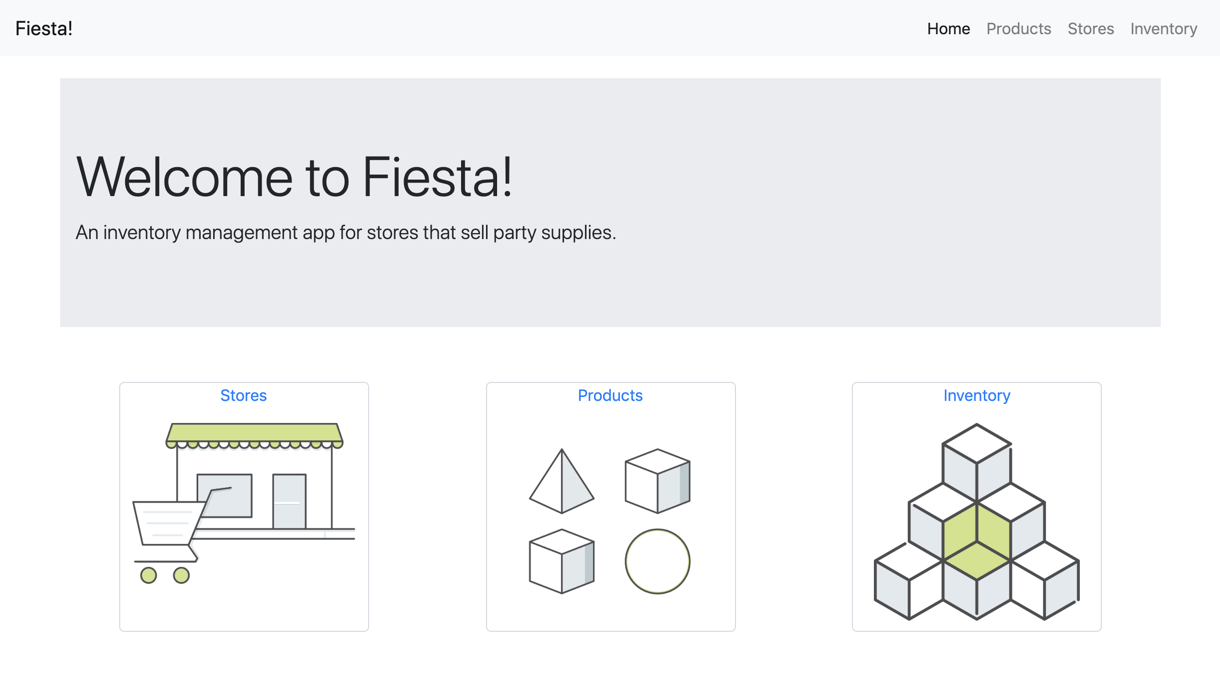 Fiesta!
Home Products Stores Inventory
Welcome to Fiesta!
An inventory management app for stores that sell party supplies.
Stores
Products
Inventory